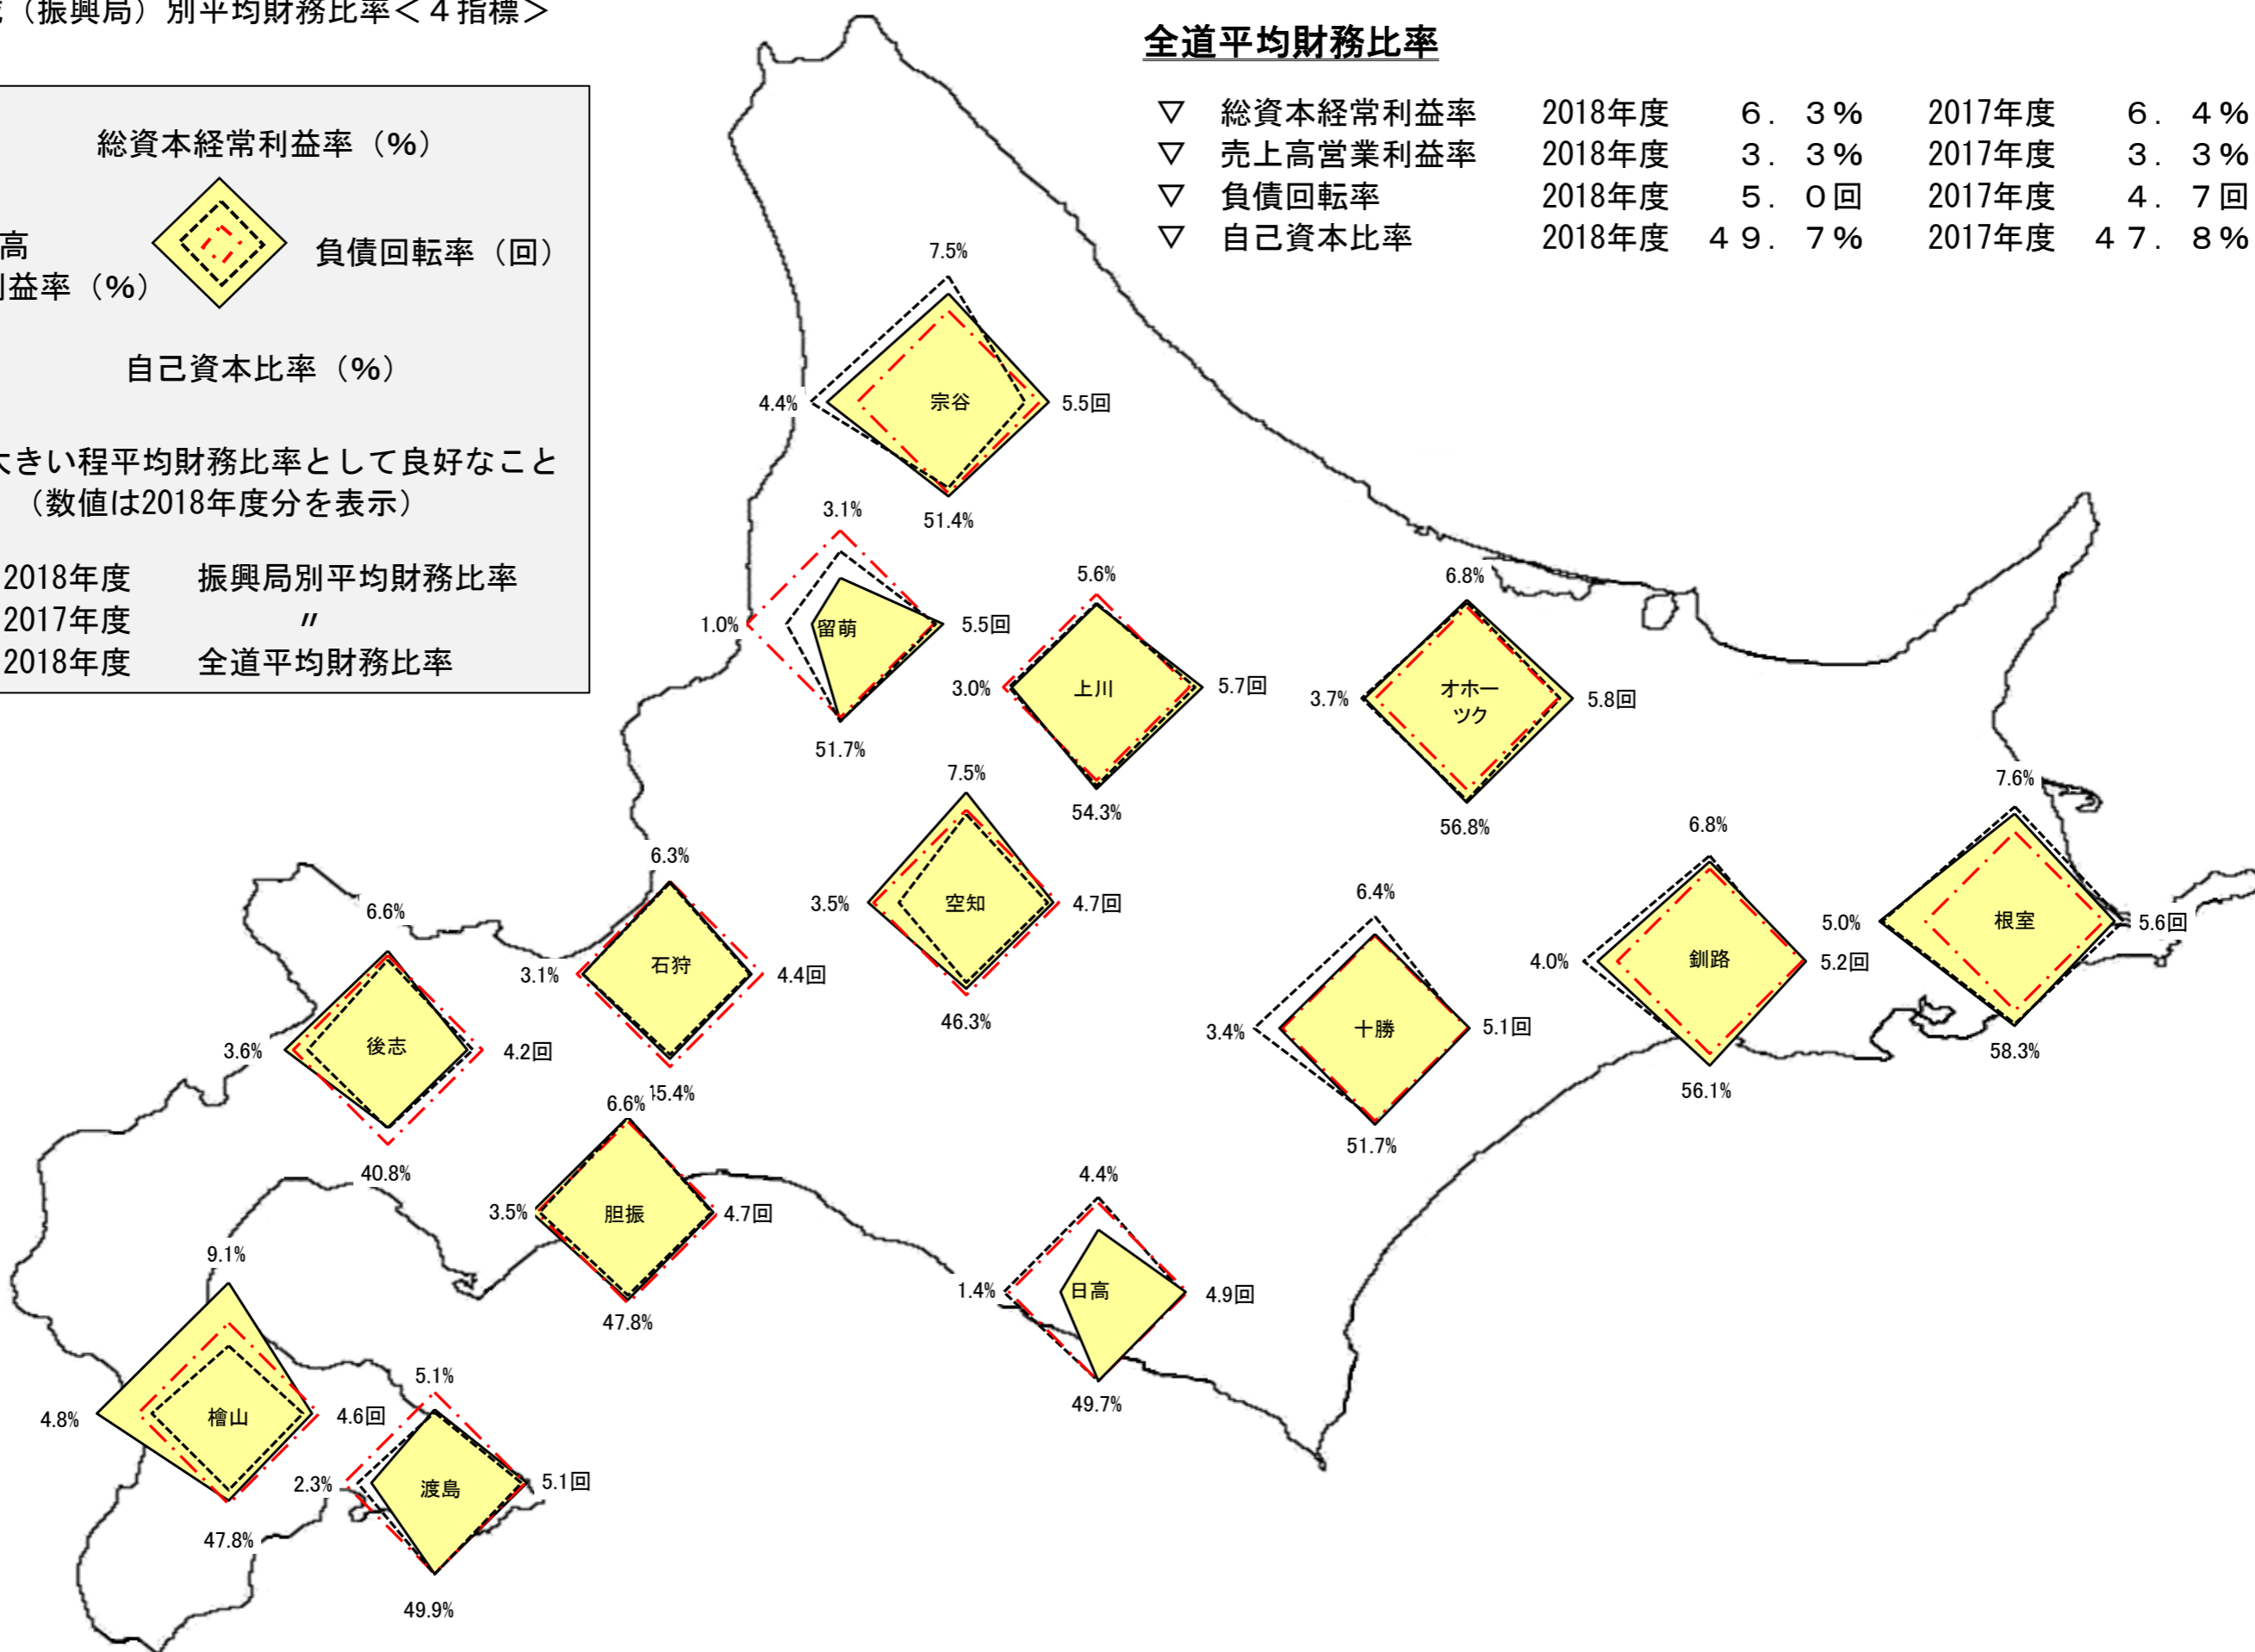 （振興局）別平均財務比率＜４指標＞
全道平均財務比率
▽ 総資本経常利益率 2018年度 ６．３％ 2017年度 ６．４％
▽ 売上高営業利益率 2018年度 ３．３％ 2017年度 ３．３％
▽ 負債回転率 2018年度 ５．０回 2017年度 ４．７回
▽ 自己資本比率 2018年度 ４９．７％ 2017年度 ４７．８％
総資本経常利益率（％）
高
利益率（％）
負債回転率（回）
自己資本比率（％）
大きい程平均財務比率として良好なこと
（数値は2018年度分を表示）
2018年度 振興局別平均財務比率
2017年度 〃
2018年度 全道平均財務比率
7.5%
4.4%
宗谷
5.5回
51.4%
3.1%
1.0%
留萌
5.5回
51.7%
5.6%
3.0%
上川
5.7回
54.3%
6.8%
3.7%
オホー
ツク
5.8回
56.8%
7.5%
3.5%
空知
4.7回
46.3%
6.3%
3.1%
石狩
4.4回
45.4%
6.6%
3.6%
後志
4.2回
40.8%
6.4%
3.4%
十勝
5.1回
51.7%
6.8%
4.0%
釧路
5.2回
56.1%
7.6%
5.0%
根室
5.6回
58.3%
6.6%
3.5%
胆振
4.7回
47.8%
4.4%
1.4%
日高
4.9回
49.7%
9.1%
4.8%
檜山
4.6回
47.8%
5.1%
2.3%
渡島
5.1回
49.9%